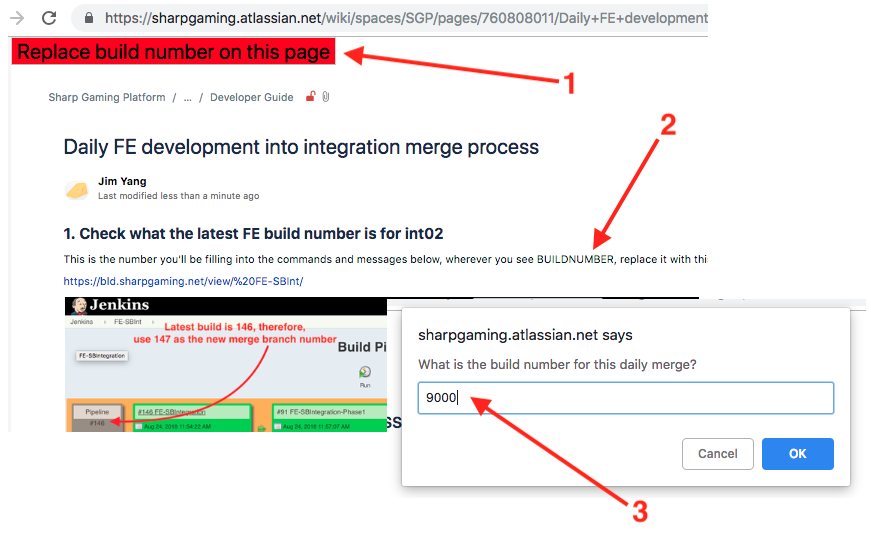 https://sharpgaming.atlassian.net/wiki/spaces/SGP/pages/760808011/Daily+FE+development
Replace build number on this page
1
Sharp Gaming Platform / ... / Developer Guide
2
Daily FE development into integration merge process
Jim Yang
Last modified less than a minute ago
1. Check what the latest FE build number is for int02
This is the number you'll be filling into the commands and messages below, wherever you see BUILDNUMBER, replace it with thi
https://bld.sharpgaming.net/view/%20FE-SBInt/
Jenkins
Jenkins FE-SBInt
Latest build is 146, therefore,
use 147 as the new merge branch number
Build Pi
FE-SBIntegration
Run
Pipeline
#146
#146 FE-SBIntegration
Aug 24, 2018 11:54:22 AM
#91 FE-SBIntegration-Phase1
Aug 24, 2018 11:57:37 AM
ss
sharpgaming.atlassian.net says
What is the build number for this daily merge?
9000
Cancel
OK
3